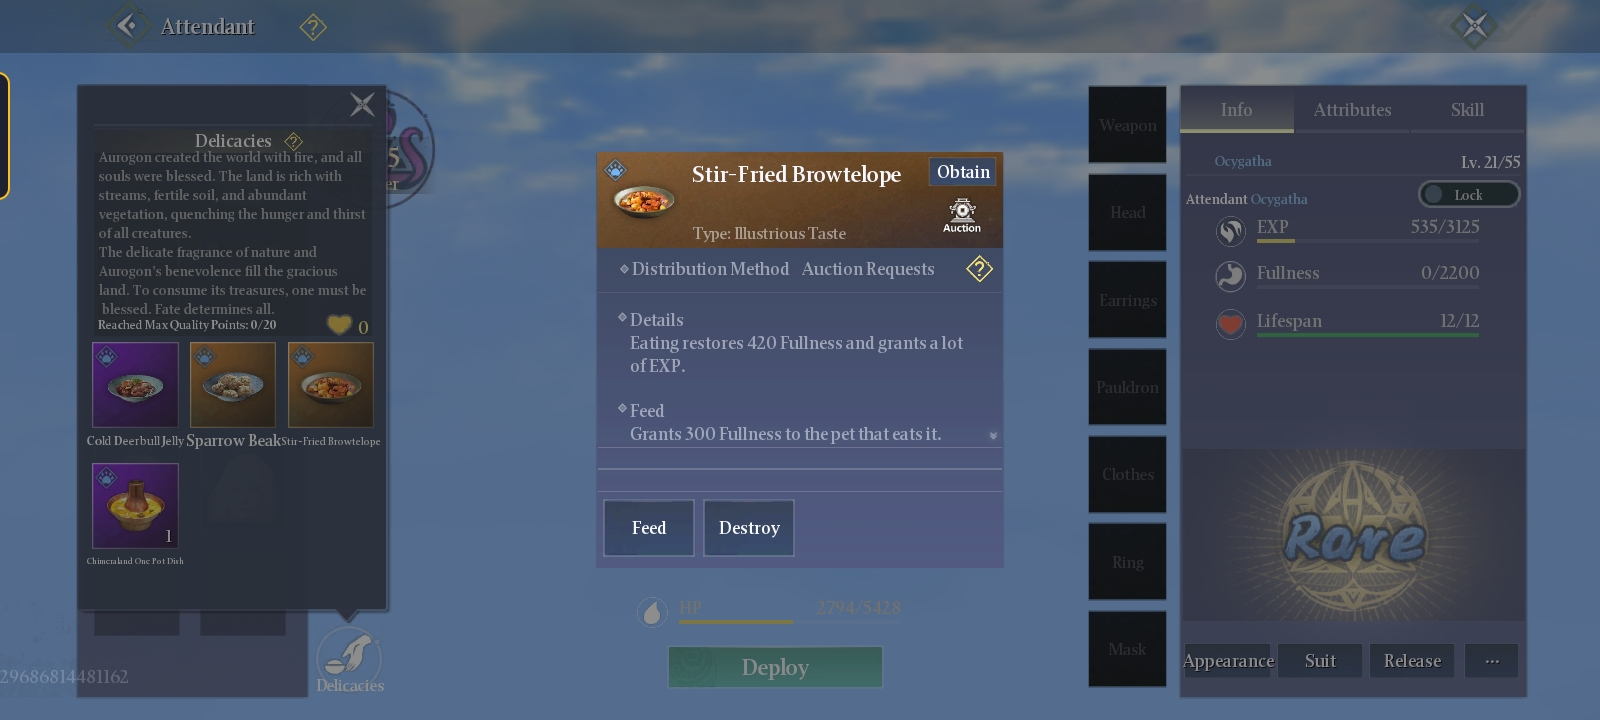 Attendant
?
Delicacies ?
Aurogon created the world with fire, and all
souls were blessed. The land is rich with
streams, fertile soil, and abundant
vegetation, quenching the hunger and thirst
of all creatures.
The delicate fragrance of nature and
Aurogon's benevolence fill the gracious
land. To consume its treasures, one must be
blessed. Fate determines all.
Reached Max Quality Points: 0/20
0
Cold Deerbull Jelly
Sparrow Beak
Stir-Fried Browtelope
1
Chimeraland One Pot Dish
Delicacies
29686814481162
Stir-Fried Browtelope
Obtain
Auction
Type: Illustrious Taste
Distribution Method Auction Requests ?
Details
Eating restores 420 Fullness and grants a lot
of EXP.
Feed
Grants 300 Fullness to the pet that eats it.
Feed
Destroy
HP 2794/5428
Deploy
Weapon
Head
Earrings
Pauldron
Clothes
Ring
Mask
Info
Attributes
Skill
Ocygatha
Lv. 21/55
Attendant Ocygatha
Lock
EXP 535/3125
Fullness 0/2200
Lifespan 12/12
Rare
Appearance
Suit
Release
...